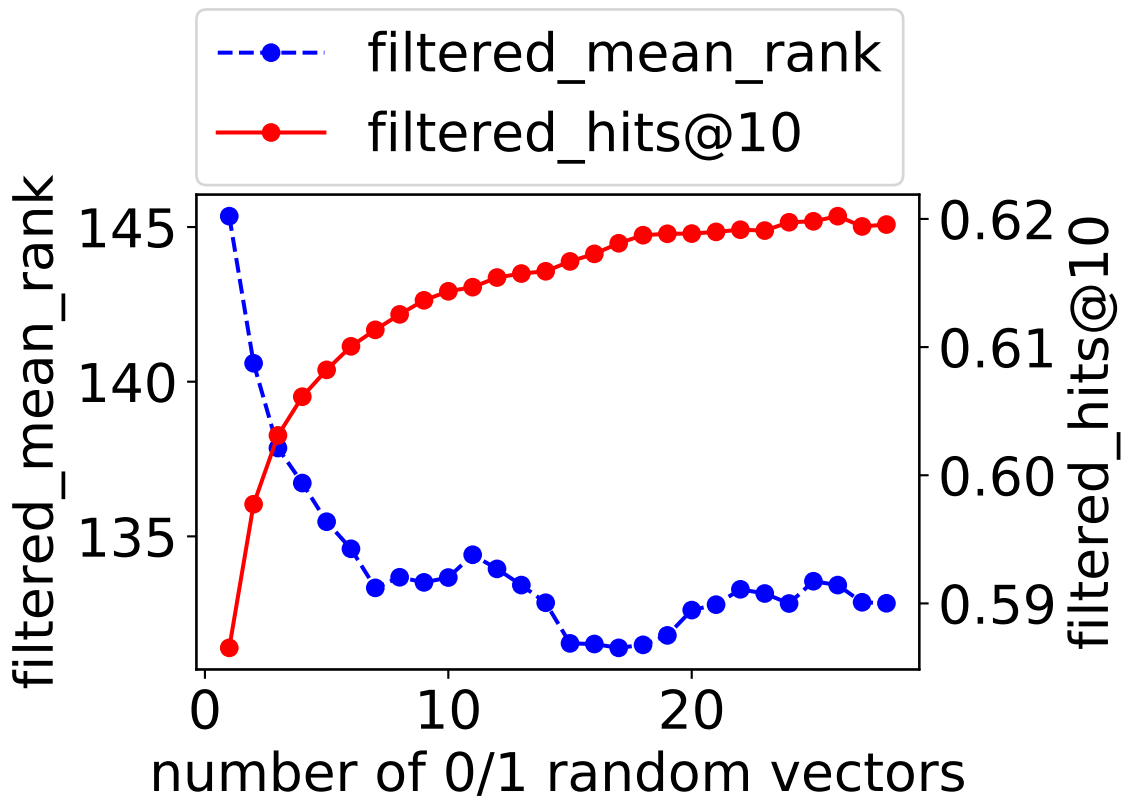 filtered_mean_rank
filtered_hits@10
filtered_mean_rank
145
140
135
0.62
0.61
0.60
0.59
filtered_hits@10
0
10
20
number of 0/1 random vectors